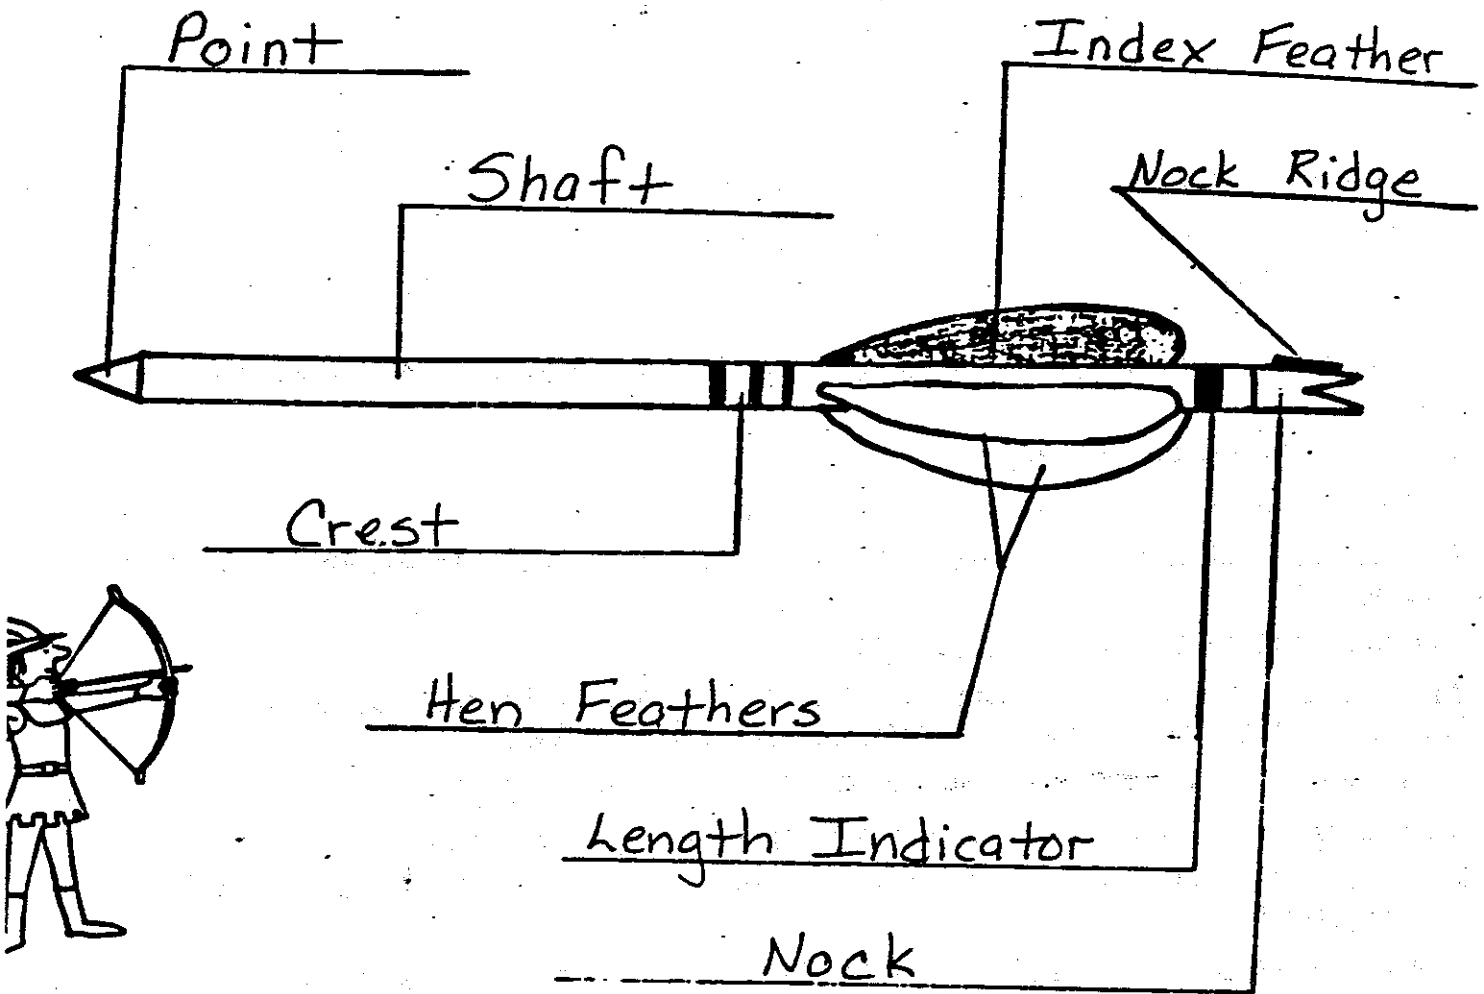 Point
Index Feather
Shaft
Nock Ridge
Crest
Hen Feathers
Length Indicator
Nock